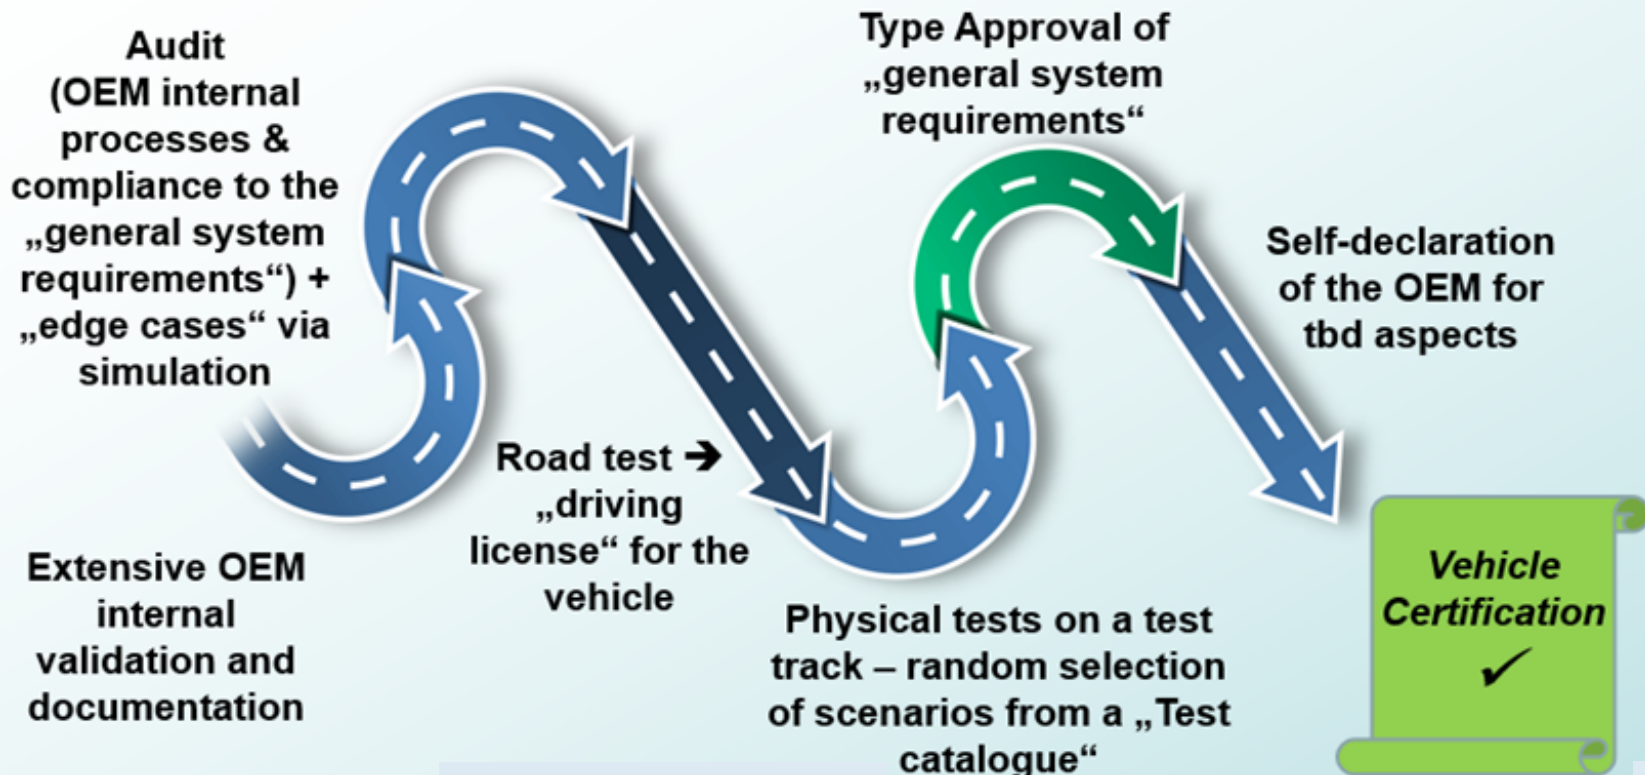 Audit
(OEM internal
processes &
compliance to the
„general system
requirements“) +
„edge cases“ via
simulation
Extensive OEM
internal
validation and
documentation
Road test ➔
„driving
license“ for the
vehicle
Type Approval of
„general system
requirements“
Physical tests on a test
track – random selection
of scenarios from a „Test
catalogue“
Self-declaration
of the OEM for
tbd aspects
Vehicle
Certification
✓